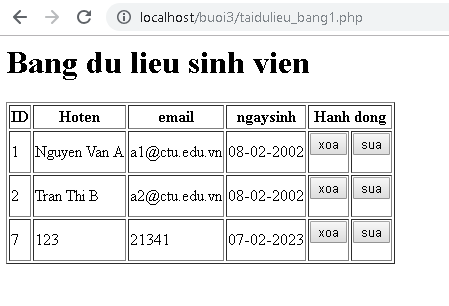 localhost/buoi3/taidulieu_bang1.php
Bang du lieu sinh vien
ID Hoten email ngaysinh Hanh dong
1 Nguyen Van A a1@ctu.edu.vn 08-02-2002 xoa sua
2 Tran Thi B a2@ctu.edu.vn 08-02-2002 xoa sua
7 123 21341 07-02-2023 xoa sua